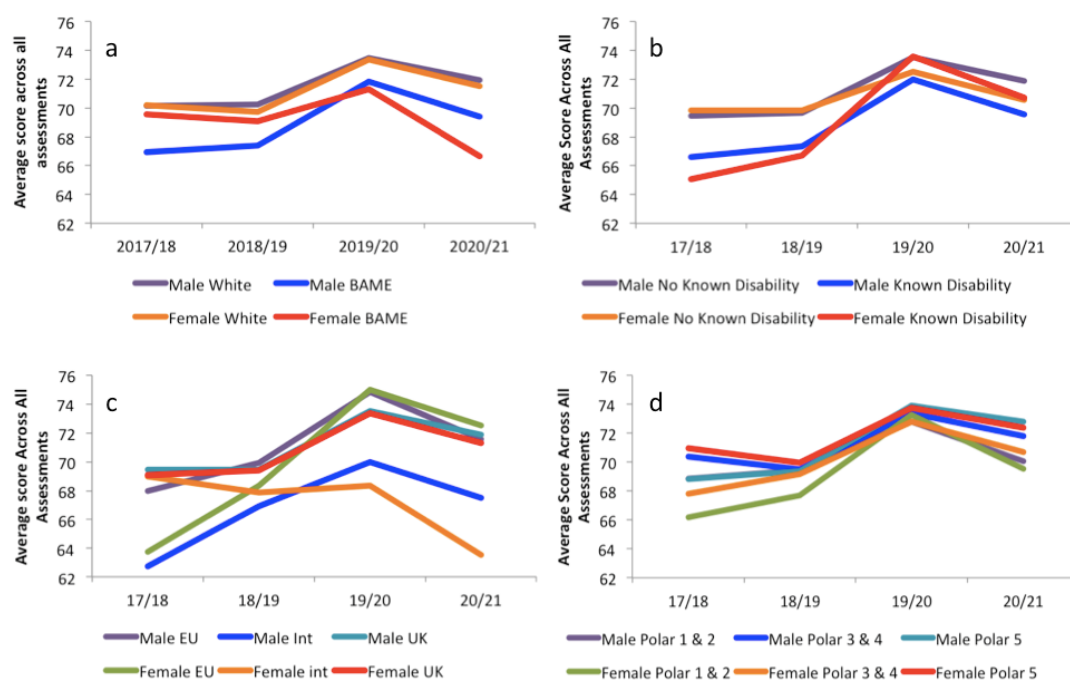 a
Average score across all
assessments
76
74
72
70
68
66
64
62
2017/18 2018/19 2019/20 2020/21
Male White Male BAME
Female White Female BAME
b
Average Score Across All
Assessments
76
74
72
70
68
66
64
62
17/18 18/19 19/20 20/21
Male No Known Disability Male Known Disability
Female No Known Disability Female Known Disability
c
Average Score Across All
Assessments
76
74
72
70
68
66
64
62
17/18 18/19 19/20 20/21
Male EU Male Int Male UK
Female EU Female int Female UK
d
Average Score Across All
Assessments
76
74
72
70
68
66
64
62
17/18 18/19 19/20 20/21
Male Polar 1 & 2 Male Polar 3 & 4 Male Polar 5
Female Polar 1 & 2 Female Polar 3 & 4 Female Polar 5